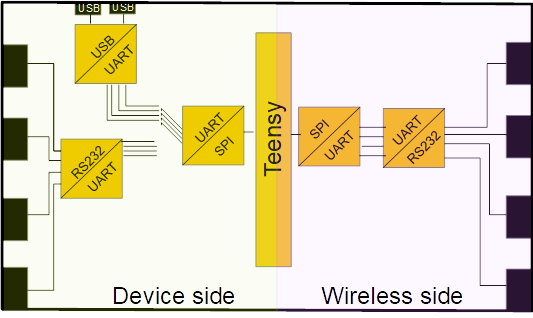 USB USB
USB
UART
UART
SPI
Teensy
SPI
UART
UART
RS232
RS232
UART
Device side
Wireless side